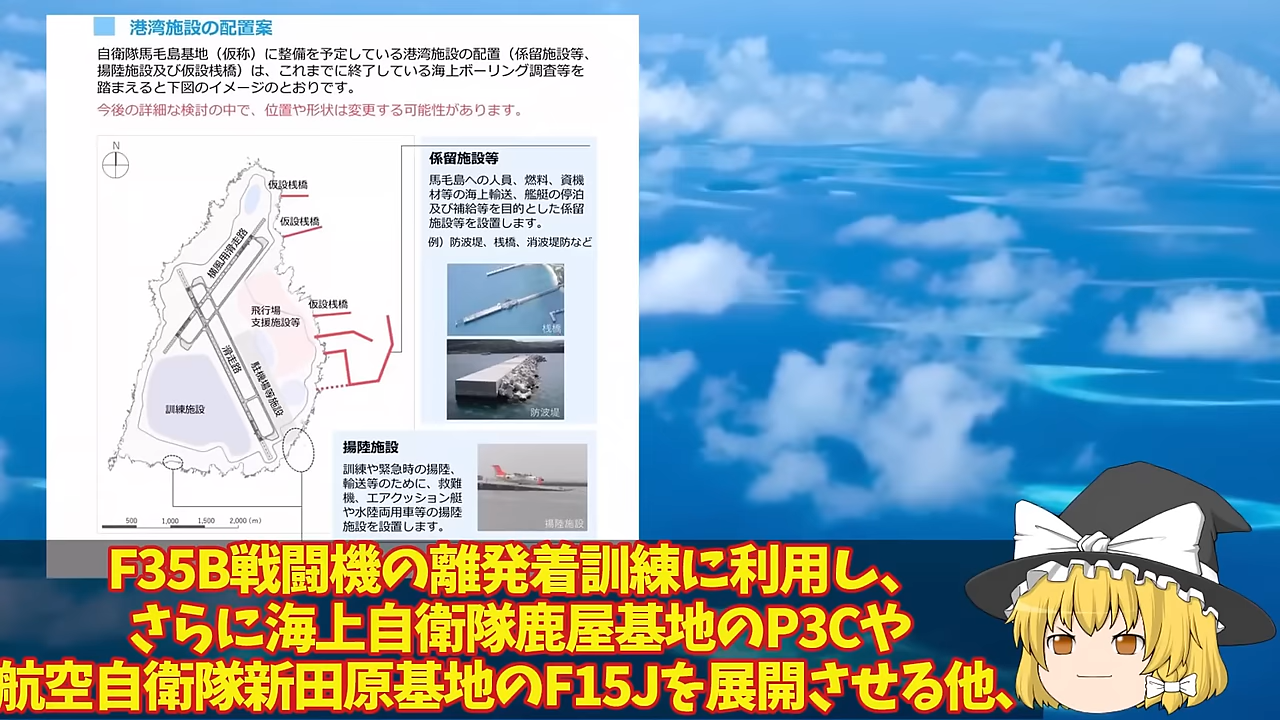 港湾施設の配置案
自衛隊馬毛島基地（仮称）に整備を予定している港湾施設の配置（係留施設等、
揚陸施設及び仮設桟橋）は、これまでに終了している海上ボーリング調査等を
踏まえると下図のイメージのとおりです。
今後の詳細な検討の中で、位置や形状は変更する可能性があります。
N
仮設桟橋
仮設桟橋
横風用滑走路
仮設桟橋
飛行場
支援施設等
滑走路
駐機場等施設
訓練施設
500 1,000 1,500 2,000 (m)
係留施設等
馬毛島への人員、燃料、資機
材等の海上輸送、艦艇の停泊
及び補給等を目的とした係留
施設等を設置します。
例）防波堤、桟橋、消波堤防など
桟橋
防波堤
揚陸施設
訓練や緊急時の揚陸、
輸送等のために、救難
機、エアクッション艇
や水陸両用車等の揚陸
施設を設置します。
揚陸施設
F35B戦闘機の離発着訓練に利用し、
さらに海上自衛隊鹿屋基地のP3Cや
航空自衛隊新田原基地のF15Jを展開させる他、